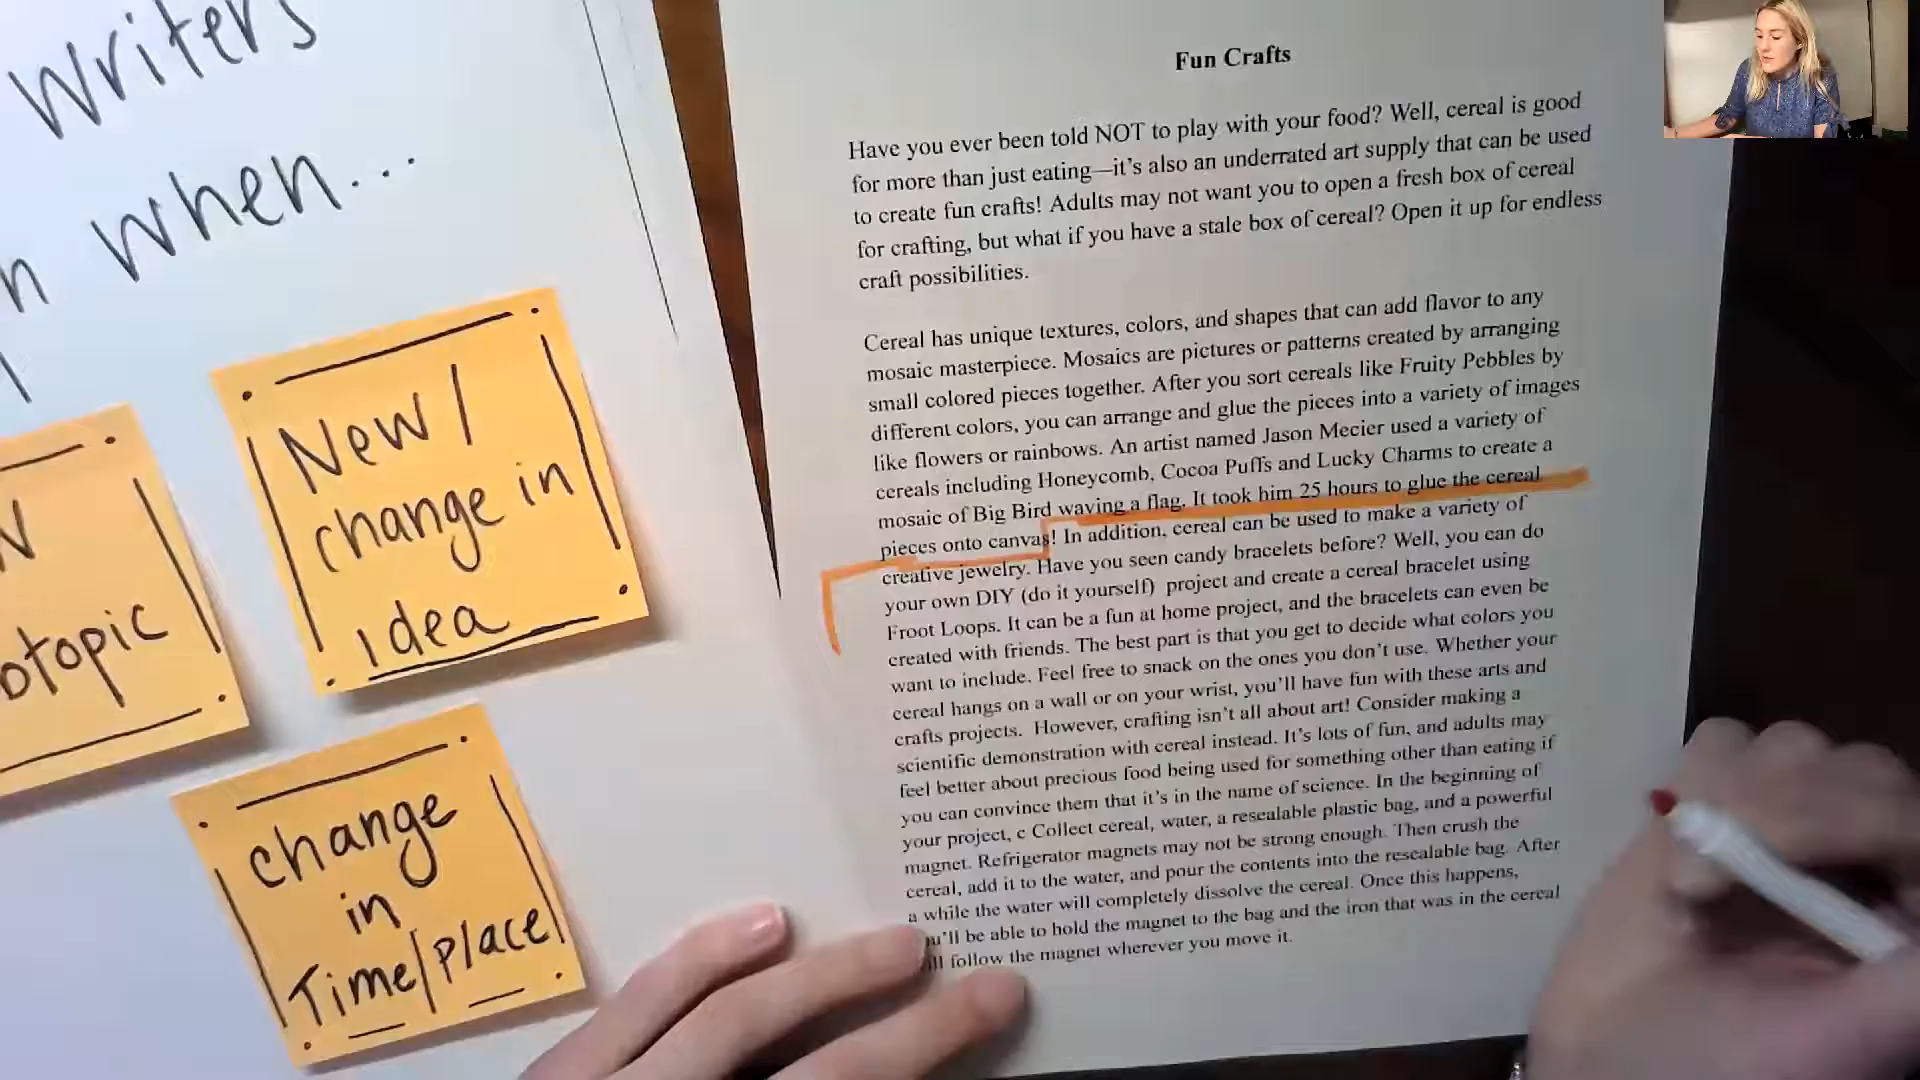 Writers
when...
New/
change in
idea
change
in
Time/Place
Fun Crafts
Have you ever been told NOT to play with your food? Well, cereal is good
for more than just eating—it's also an underrated art supply that can be used
to create fun crafts! Adults may not want you to open a fresh box of cereal
for crafting, but what if you have a stale box of cereal? Open it up for endless
craft possibilities.
Cereal has unique textures, colors, and shapes that can add flavor to any
mosaic masterpiece. Mosaics are pictures or patterns created by arranging
small colored pieces together. After you sort cereals like Fruity Pebbles by
different colors, you can arrange and glue the pieces into a variety of images
like flowers or rainbows. An artist named Jason Mecier used a variety of
cereals including Honeycomb, Cocoa Puffs and Lucky Charms to create a
mosaic of Big Bird waving a flag. It took him 25 hours to glue the cereal
pieces onto canvas! In addition, cereal can be used to make a variety of
creative jewelry. Have you seen candy bracelets before? Well, you can do
your own DIY (do it yourself) project and create a cereal bracelet using
Froot Loops. It can be a fun at home project, and the bracelets can even be
created with friends. The best part is that you get to decide what colors you
want to include. Feel free to snack on the ones you don't use. Whether your
cereal hangs on a wall or on your wrist, you'll have fun with these arts and
crafts projects. However, crafting isn't all about art! Consider making a
scientific demonstration with cereal instead. It's lots of fun, and adults may
feel better about precious food being used for something other than eating if
you can convince them that it's in the name of science. In the beginning of
your project, c Collect cereal, water, a resealable plastic bag, and a powerful
magnet. Refrigerator magnets may not be strong enough. Then crush the
cereal, add it to the water, and pour the contents into the resealable bag. After
a while the water will completely dissolve the cereal. Once this happens,
be able to hold the magnet to the bag and the iron that was in the cereal
follow the magnet wherever you move it.